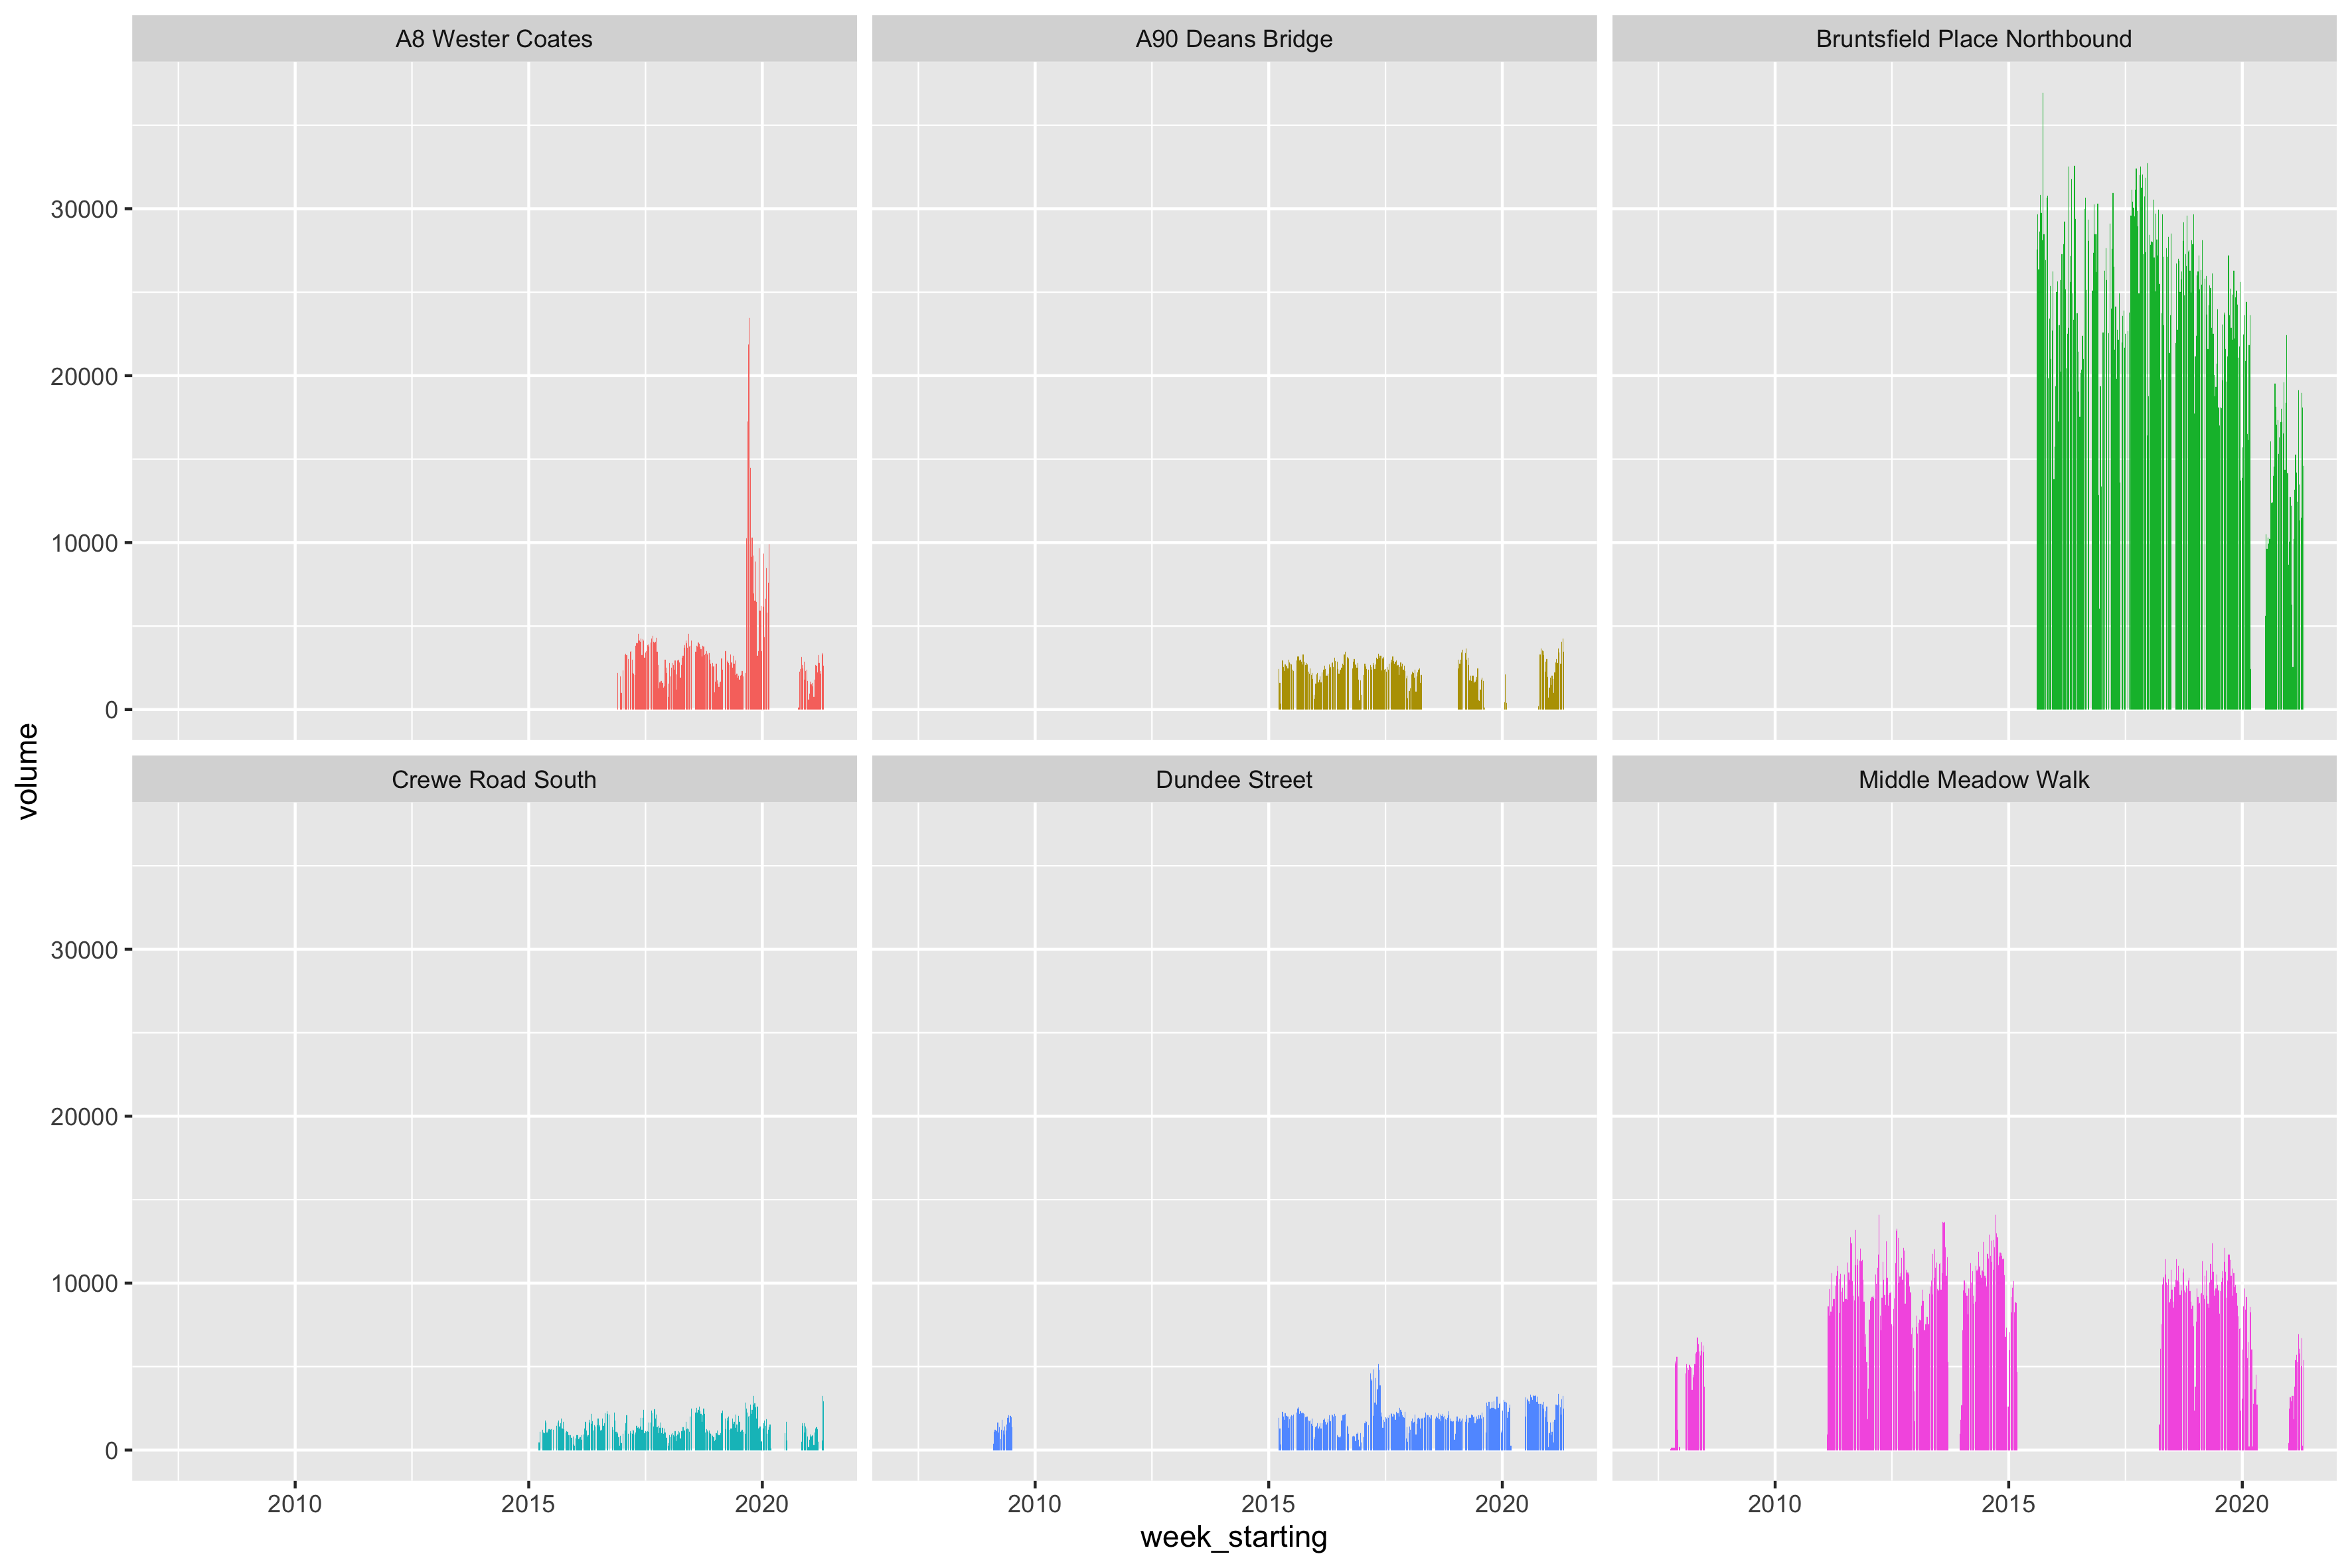 A8 Wester Coates
A90 Deans Bridge
Bruntsfield Place Northbound
30000
20000
10000
0
volume
Crewe Road South
Dundee Street
Middle Meadow Walk
30000
20000
10000
0
2010 2015 2020
2010 2015 2020
2010 2015 2020
week_starting